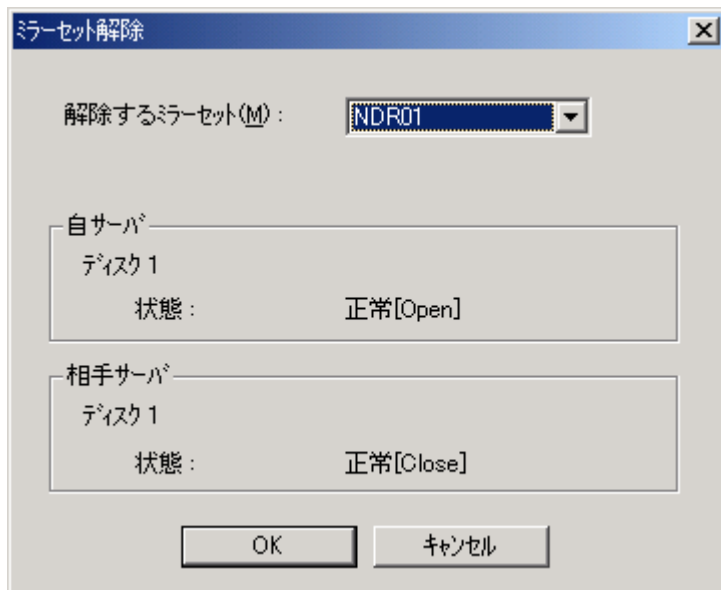 ミラーセット解除
解除するミラーセット(M): NDR01
自サーバ
ディスク 1
状態: 正常[Open]
相手サーバ
ディスク 1
状態: 正常[Close]
OK キャンセル